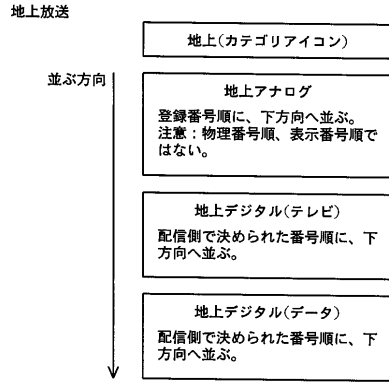 地上放送
地上(カテゴリアイコン)
並ぶ方向
地上アナログ
登録番号順に、下方向へ並ぶ。
注意：物理番号順、表示番号順で
はない。
地上デジタル(テレビ)
配信側で決められた番号順に、下
方向へ並ぶ。
地上デジタル(データ)
配信側で決められた番号順に、下
方向へ並ぶ。